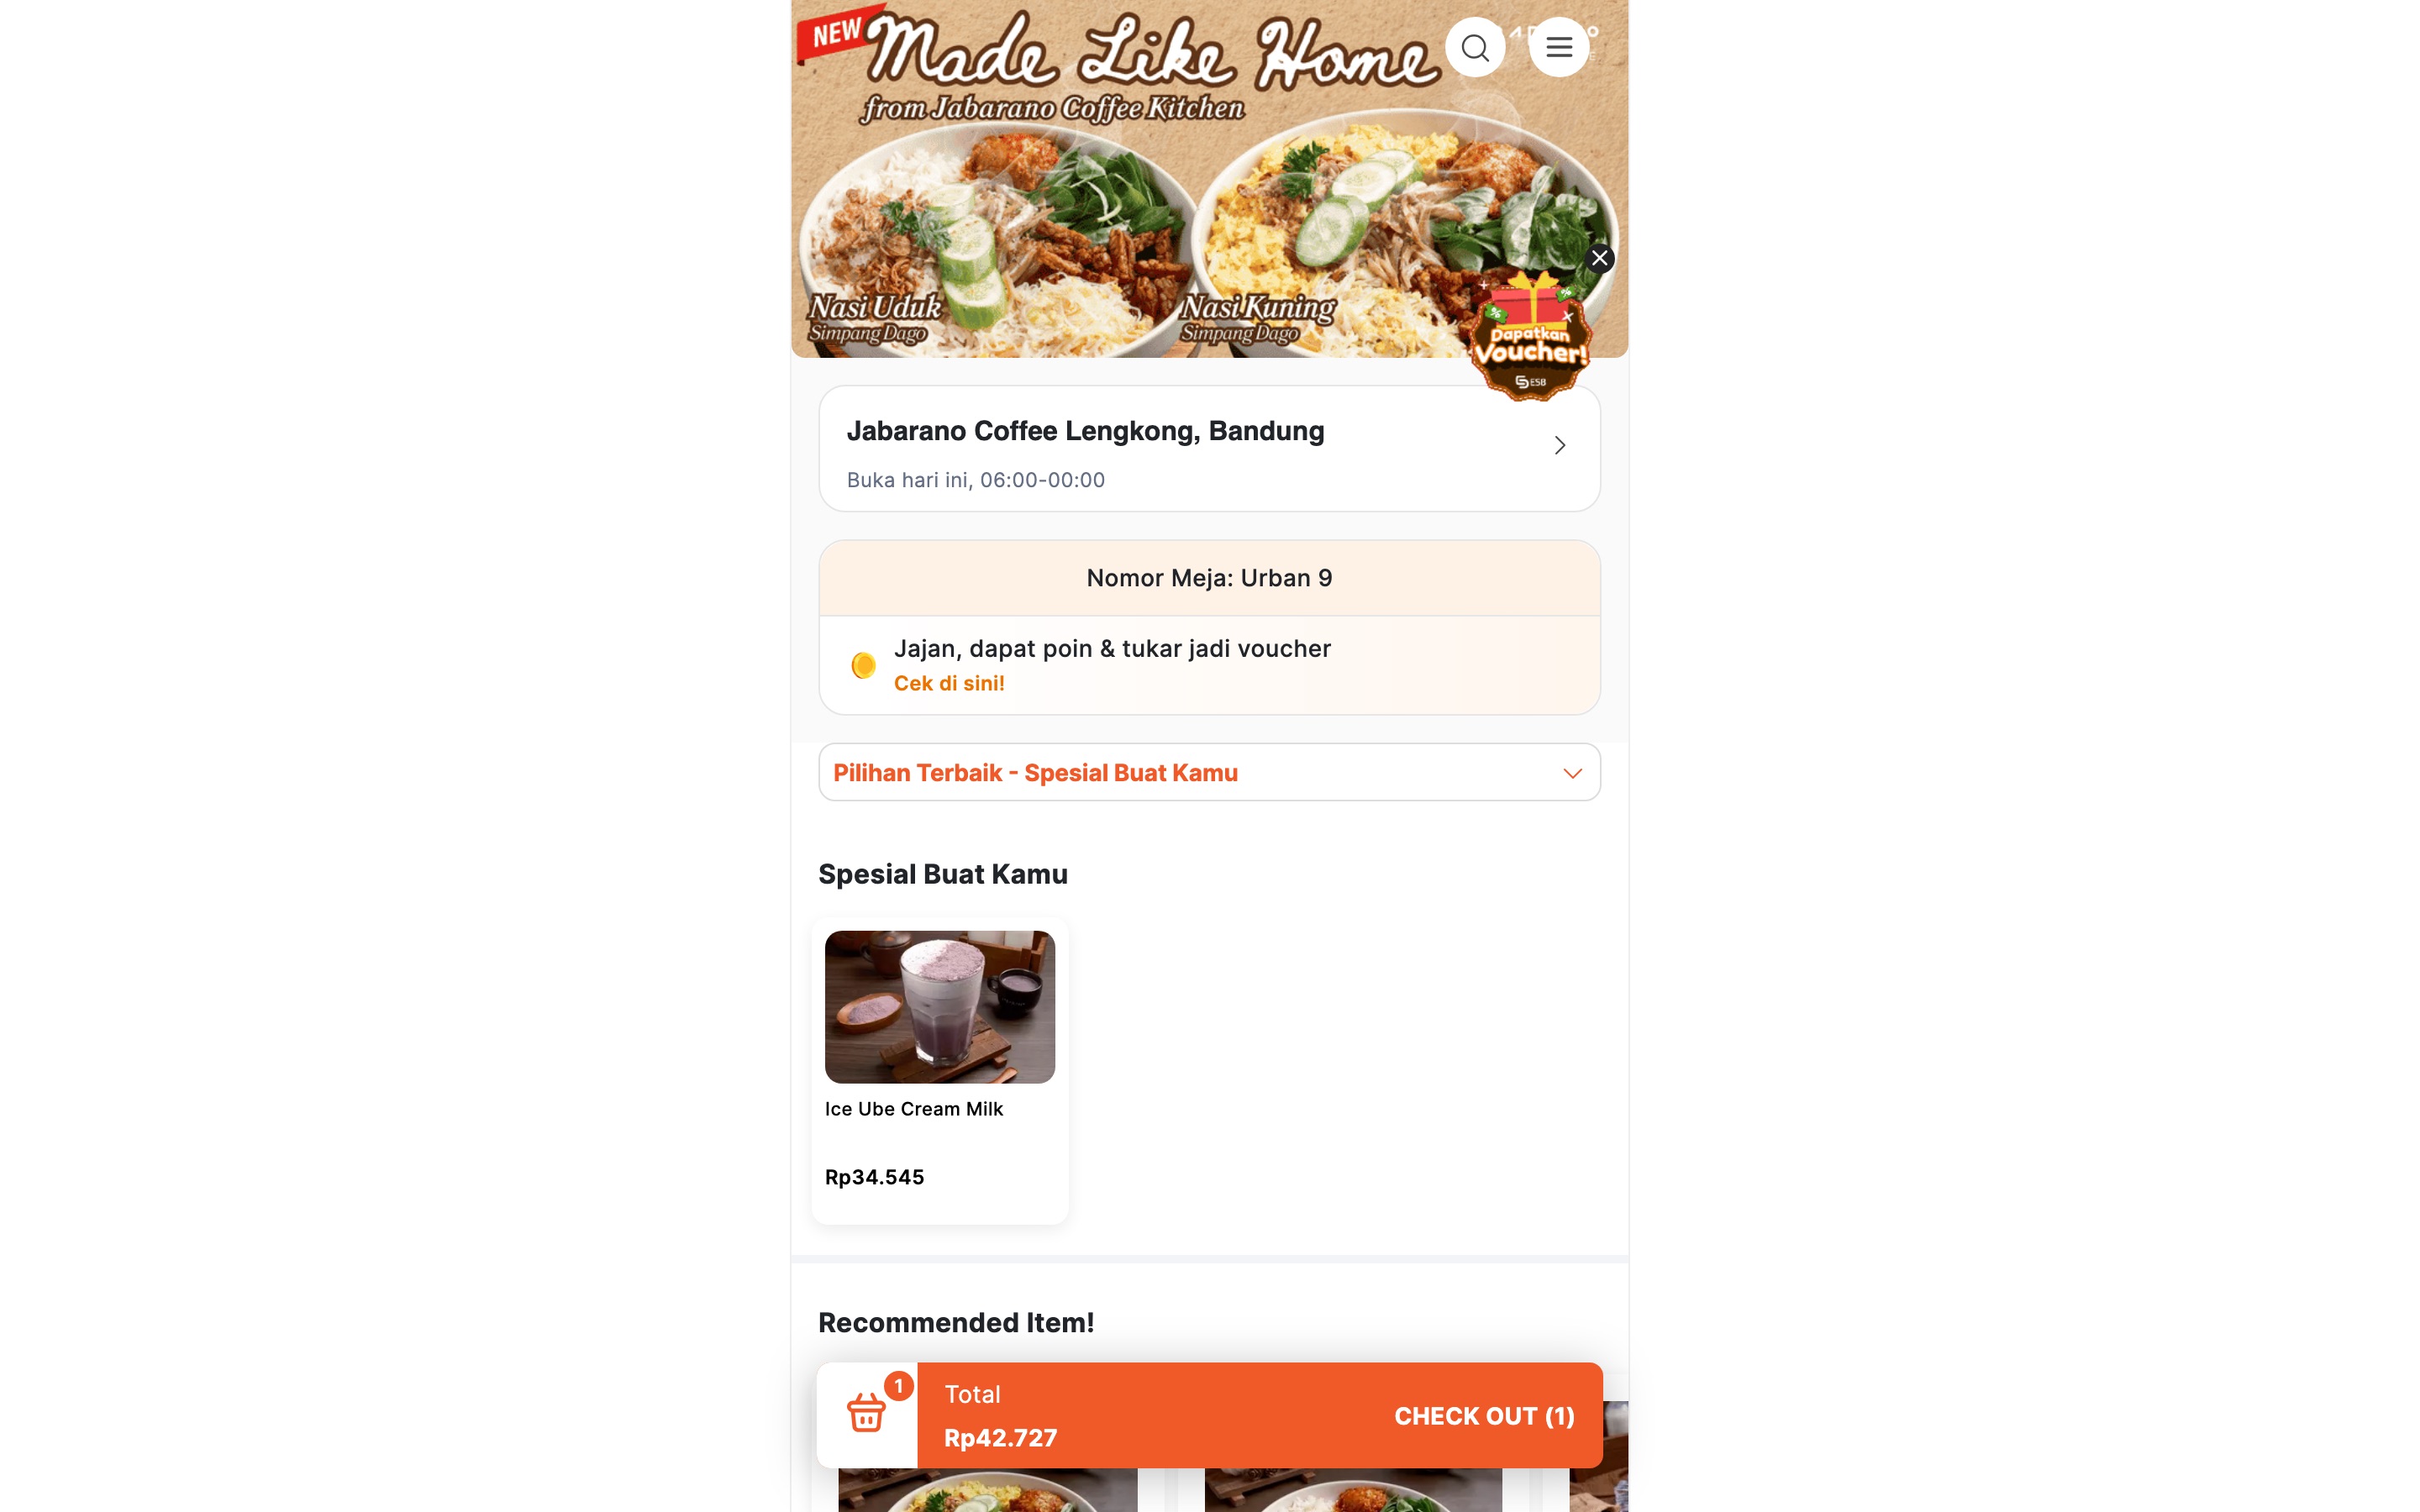 NEW
Made Like Home
from Jabarano Coffee Kitchen
Nasi Uduk
Simpang Dago
Nasi Kuning
Simpang Dago
Dapatkan
Voucher!
ESB
Jabarano Coffee Lengkong, Bandung
Buka hari ini, 06:00-00:00
Nomor Meja: Urban 9
Jajan, dapat poin & tukar jadi voucher
Cek di sini!
Pilihan Terbaik - Spesial Buat Kamu
Spesial Buat Kamu
Ice Ube Cream Milk
Rp34.545
Recommended Item!
1
Total
Rp42.727
CHECK OUT (1)